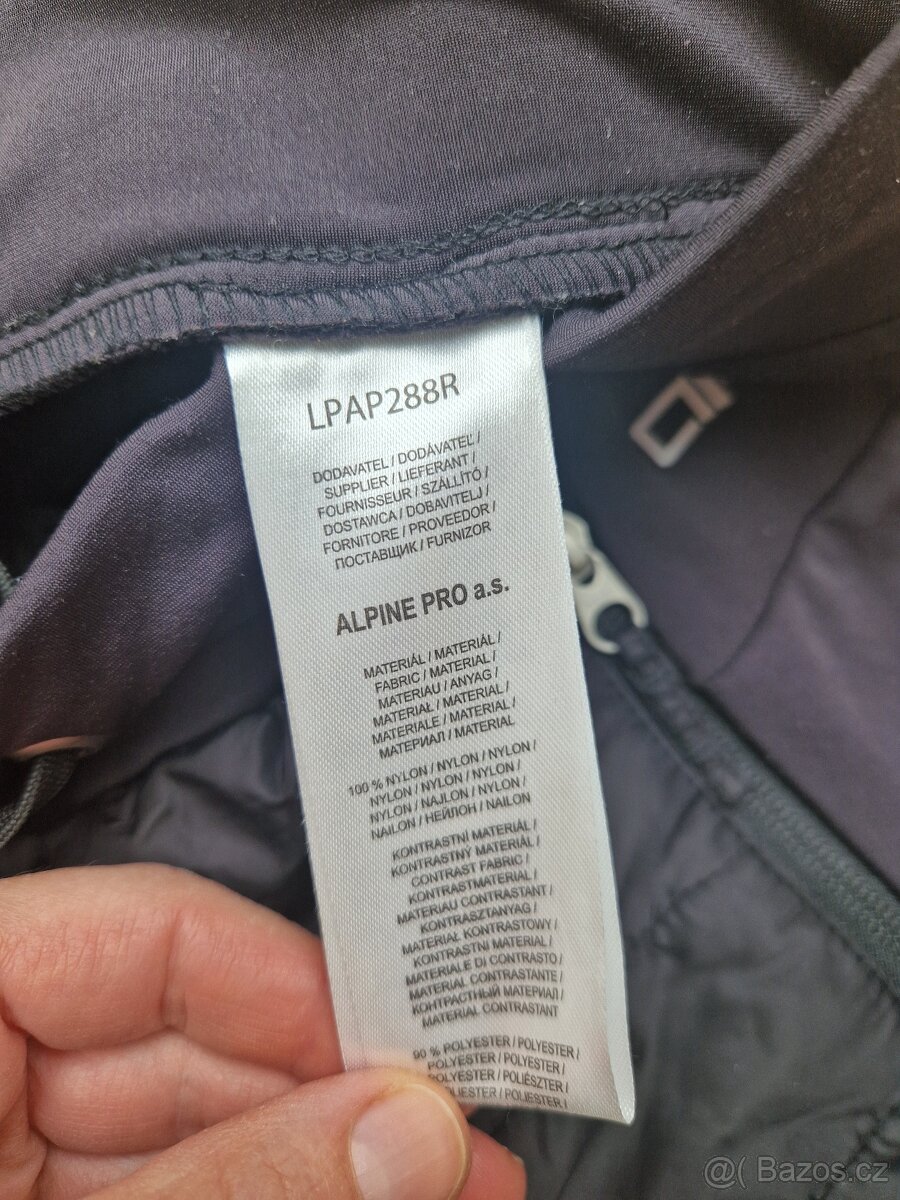 LPAP288R
DODAVATEL / DODÁVATEĽ /
SUPPLIER / LIEFERANT /
FOURNISSEUR / SZÁLLÍTÓ /
DOSTAWCA / DOBAVITELJ /
FORNITORE / PROVEEDOR /
ПОСТАВЩИК / FURNIZOR
ALPINE PRO a.s.
MATERIÁL / MATERIÁL /
FABRIC / MATERIAL /
MATERIAU / ANYAG /
MATERIAŁ / MATERIAL /
MATERIALE / MATERIAL /
МАТЕРИАЛ / MATERIAL
100 % NYLON / NYLON / NYLON /
NYLON / NYLON / NYLON /
NYLON / NAJLON / NYLON /
NAILON / НЕЙЛОН / NAILON
KONTRASTNÍ MATERIÁL /
KONTRASTNÝ MATERIÁL /
CONTRAST FABRIC /
KONTRASTMATERIAL /
MATERIAU CONTRASTANT /
KONTRASZTANYAG /
MATERIAŁ KONTRASTOWY /
KONTRASTNI MATERIAL /
MATERIALE DI CONTRASTO /
MATERIAL CONTRASTANTE /
КОНТРАСТНЫЙ МАТЕРИАЛ /
MATERIAL CONTRASTANT
90 % POLYESTER / POLYESTER /
POLYESTER / POLYESTER /
POLYESTER / POLIÉSZTER /
POLIESTER / POLIESTER /
@( Bazos.cz